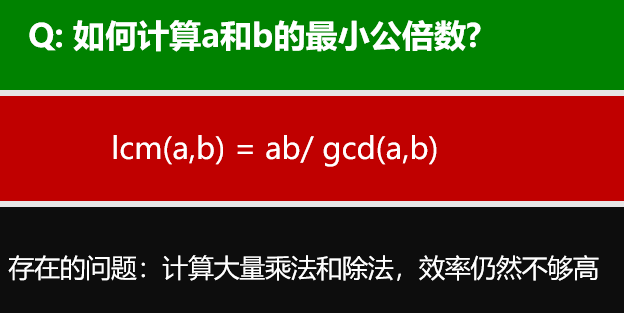 Q: 如何计算a和b的最小公倍数?
lcm(a,b) = ab/ gcd(a,b)
存在的问题：计算大量乘法和除法，效率仍然不够高